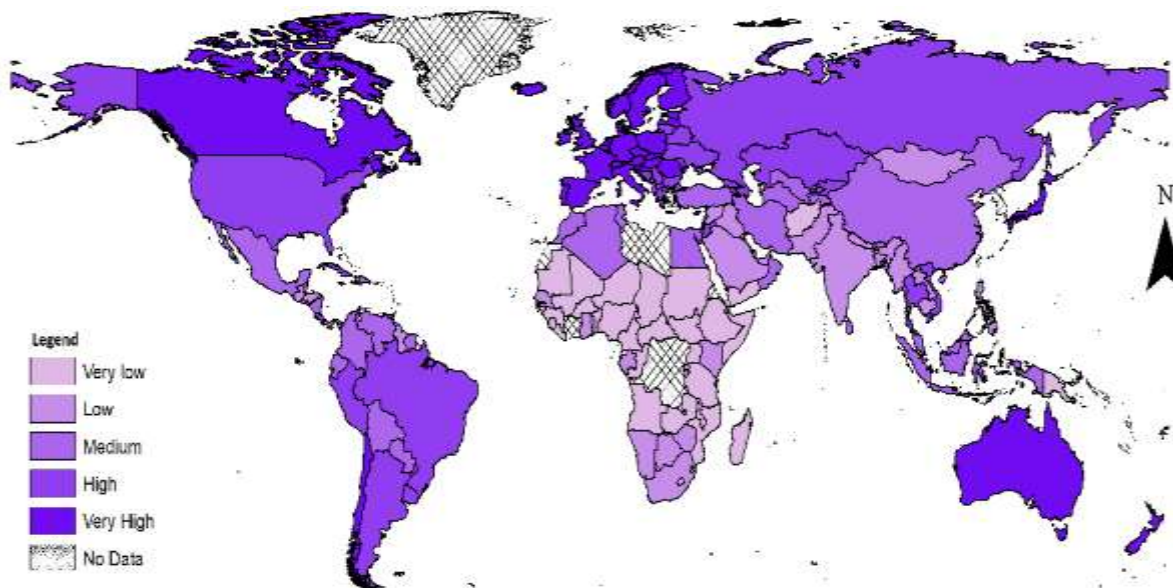 N
Legend
Very low
Low
Medium
High
Very High
No Data